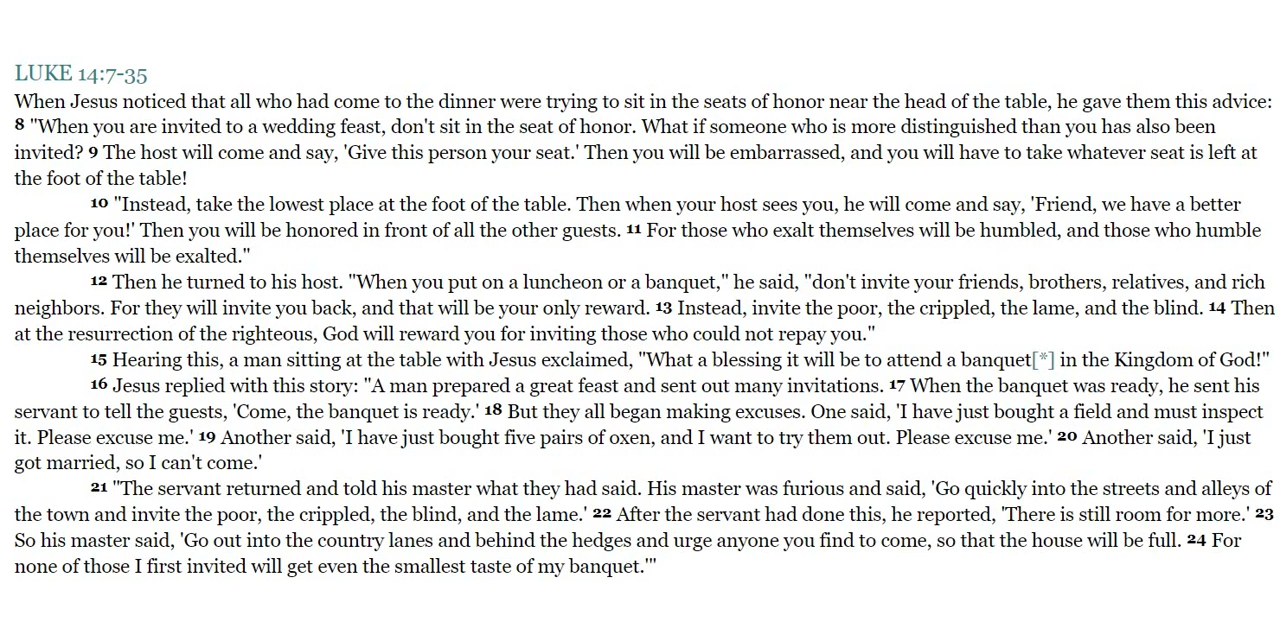 LUKE 14:7-35
When Jesus noticed that all who had come to the dinner were trying to sit in the seats of honor near the head of the table, he gave them this advice:
8 "When you are invited to a wedding feast, don't sit in the seat of honor. What if someone who is more distinguished than you has also been
invited? 9 The host will come and say, 'Give this person your seat.' Then you will be embarrassed, and you will have to take whatever seat is left at
the foot of the table!
10 "Instead, take the lowest place at the foot of the table. Then when your host sees you, he will come and say, 'Friend, we have a better
place for you!' Then you will be honored in front of all the other guests. 11 For those who exalt themselves will be humbled, and those who humble
themselves will be exalted."
12 Then he turned to his host. "When you put on a luncheon or a banquet," he said, "don't invite your friends, brothers, relatives, and rich
neighbors. For they will invite you back, and that will be your only reward. 13 Instead, invite the poor, the crippled, the lame, and the blind. 14 Then
at the resurrection of the righteous, God will reward you for inviting those who could not repay you."
15 Hearing this, a man sitting at the table with Jesus exclaimed, "What a blessing it will be to attend a banquet[*] in the Kingdom of God!"
16 Jesus replied with this story: "A man prepared a great feast and sent out many invitations. 17 When the banquet was ready, he sent his
servant to tell the guests, 'Come, the banquet is ready.' 18 But they all began making excuses. One said, 'I have just bought a field and must inspect
it. Please excuse me.' 19 Another said, 'I have just bought five pairs of oxen, and I want to try them out. Please excuse me.' 20 Another said, 'I just
got married, so I can't come.'
21 "The servant returned and told his master what they had said. His master was furious and said, 'Go quickly into the streets and alleys of
the town and invite the poor, the crippled, the blind, and the lame.' 22 After the servant had done this, he reported, 'There is still room for more.' 23
So his master said, 'Go out into the country lanes and behind the hedges and urge anyone you find to come, so that the house will be full. 24 For
none of those I first invited will get even the smallest taste of my banquet.'"